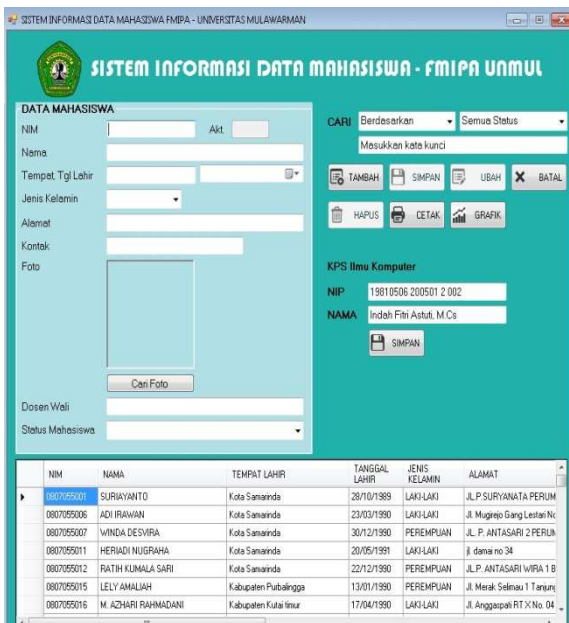 SISTEM INFORMASI DATA MAHASISWA FMIPA - UNIVERSITAS MULAWARMAN
SISTEM INFORMASI DATA MAHASISWA - FMIPA UNMUL
DATA MAHASISWA
NIM Akt.
Nama
Tempat, Tgl Lahir
Jenis Kelamin
Alamat
Kontak
Foto
Cari Foto
Dosen Wali
Status Mahasiswa
CARI Berdasarkan Semua Status
Masukkan kata kunci
TAMBAH SIMPAN UBAH BATAL
HAPUS CETAK GRAFIK
KPS Ilmu Komputer
NIP 19810506 200501 2 002
NAMA Indah Fitri Astuti, M.Cs
SIMPAN
NIM NAMA TEMPAT LAHIR TANGGAL LAHIR JENIS KELAMIN ALAMAT
0807055001 SURIAYANTO Kota Samarinda 28/10/1989 LAKI-LAKI JL.P.SURYANATA PERUM
0807055006 ADI IRAWAN Kota Samarinda 23/03/1990 LAKI-LAKI Jl. Mugirejo Gang Lestari No
0807055007 WINDA DESVIRA Kota Samarinda 30/12/1990 PEREMPUAN JL. P. ANTASARI 2 PERUM
0807055011 HERIADI NUGRAHA Kota Samarinda 20/05/1991 LAKI-LAKI jl. damai no 34
0807055012 RATIH KUMALA SARI Kota Samarinda 22/12/1990 PEREMPUAN JL.P. ANTASARI WIRA 1 B
0807055015 LELY AMALIAH Kabupaten Purbalingga 13/01/1990 PEREMPUAN Jl. Merak Selimau 1 Tanjung
0807055016 M. AZHARI RAHMADANI Kabupaten Kutai timur 17/04/1990 LAKI-LAKI Jl. Anggaspati RT X No. 04